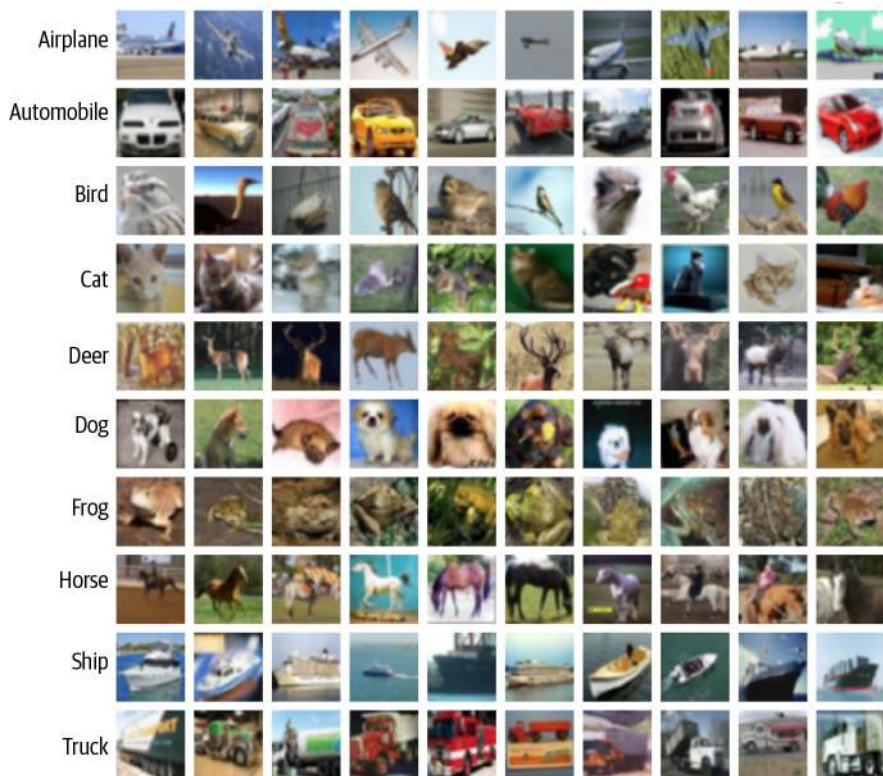 Airplane
Automobile
Bird
Cat
Deer
Dog
Frog
Horse
Ship
Truck